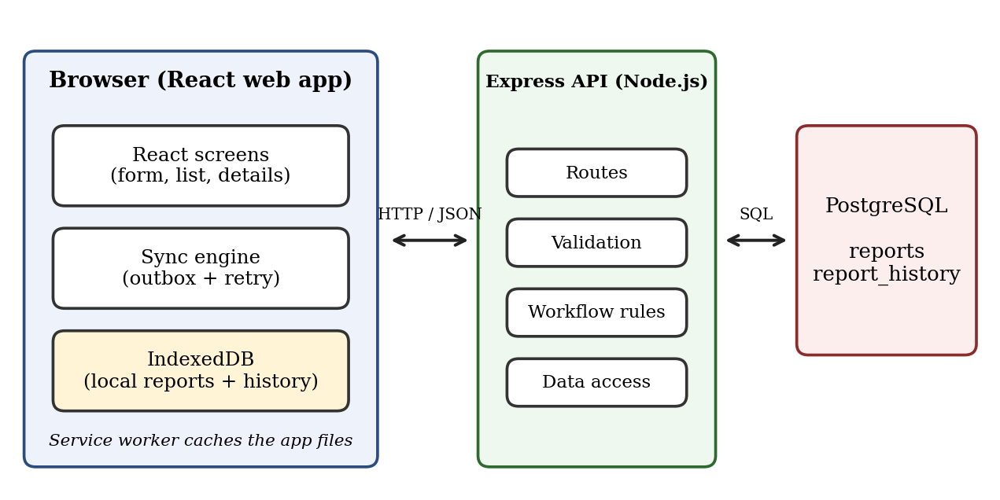 Browser (React web app)
React screens
(form, list, details)
Sync engine
(outbox + retry)
IndexedDB
(local reports + history)
Service worker caches the app files
HTTP / JSON
Express API (Node.js)
Routes
Validation
Workflow rules
Data access
SQL
PostgreSQL
reports
report_history